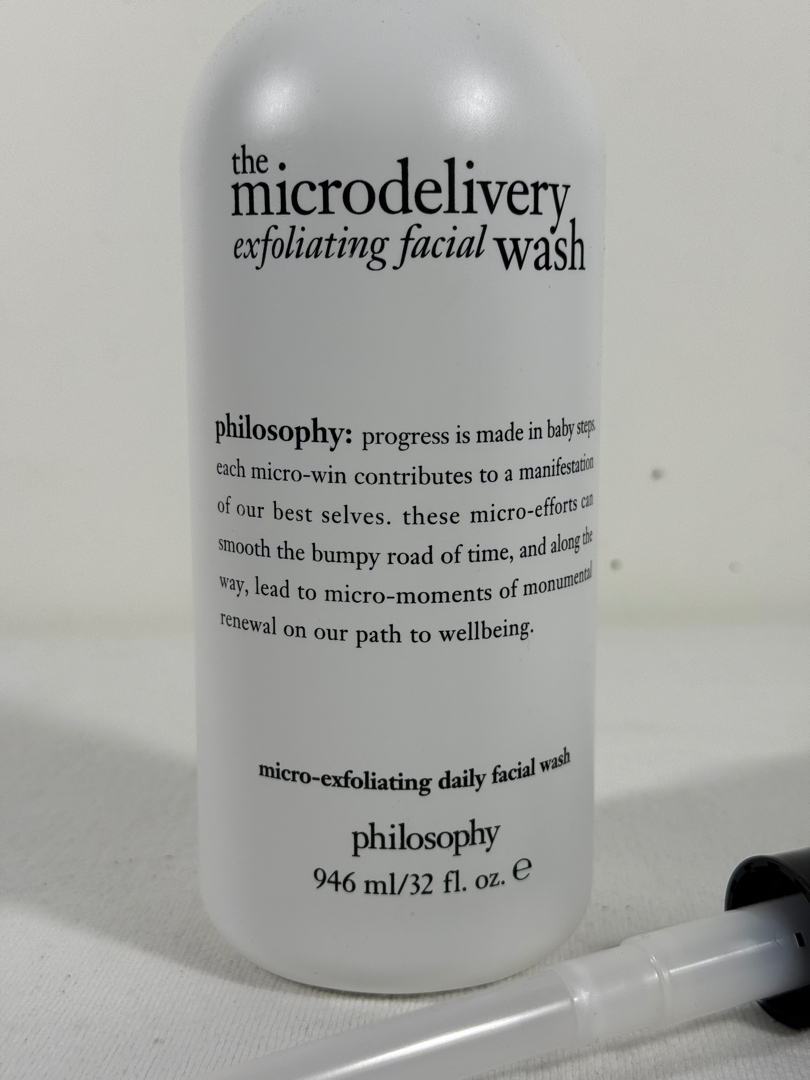 the
microdelivery
exfoliating facial wash
philosophy: progress is made in baby steps.
each micro-win contributes to a manifestation
of our best selves. these micro-efforts can
smooth the bumpy road of time, and along the
way, lead to micro-moments of monumental
renewal on our path to wellbeing.
micro-exfoliating daily facial wash
philosophy
946 ml/32 fl. oz. ℮